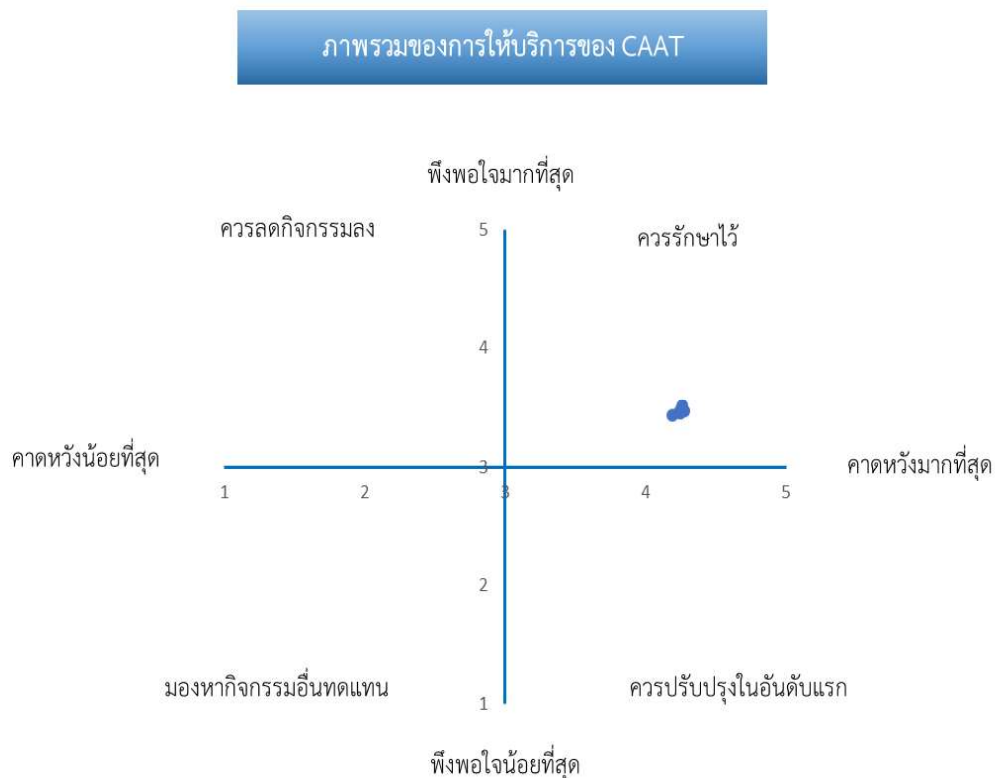 ภาพรวมของการให้บริการของ CAAT
พึงพอใจมากที่สุด
ควรลดกิจกรรมลง
5
ควรรักษาไว้
4
คาดหวังน้อยที่สุด
3
คาดหวังมากที่สุด
1 2 3 4 5
2
มองหากิจกรรมอื่นทดแทน
ควรปรับปรุงในอันดับแรก
1
พึงพอใจน้อยที่สุด